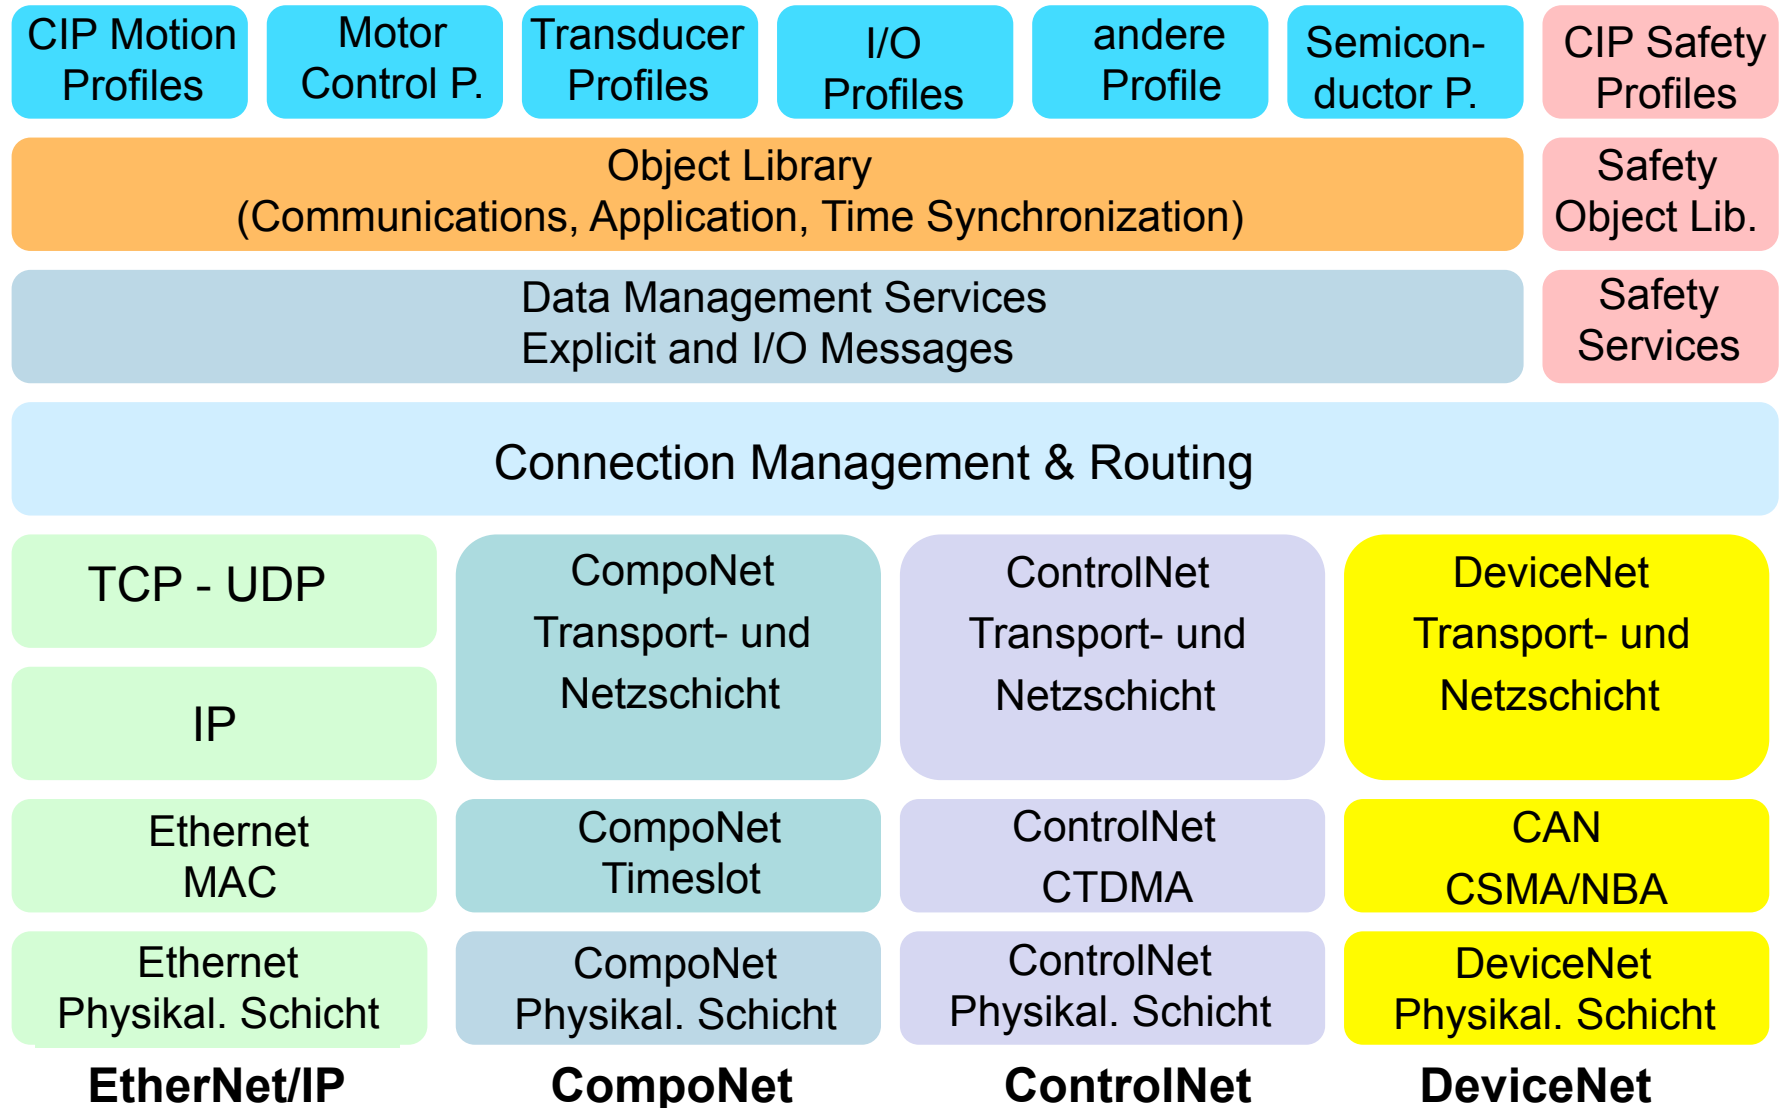 CIP Motion
Profiles
Motor
Control P.
Transducer
Profiles
I/O
Profiles
andere
Profile
Semicon-
ductor P.
CIP Safety
Profiles
Object Library
(Communications, Application, Time Synchronization)
Safety
Object Lib.
Data Management Services
Explicit and I/O Messages
Safety
Services
Connection Management & Routing
TCP - UDP
IP
CompoNet
Transport- und
Netzschicht
ControlNet
Transport- und
Netzschicht
DeviceNet
Transport- und
Netzschicht
Ethernet
MAC
CompoNet
Timeslot
ControlNet
CTDMA
CAN
CSMA/NBA
Ethernet
Physikal. Schicht
CompoNet
Physikal. Schicht
ControlNet
Physikal. Schicht
DeviceNet
Physikal. Schicht
EtherNet/IP
CompoNet
ControlNet
DeviceNet